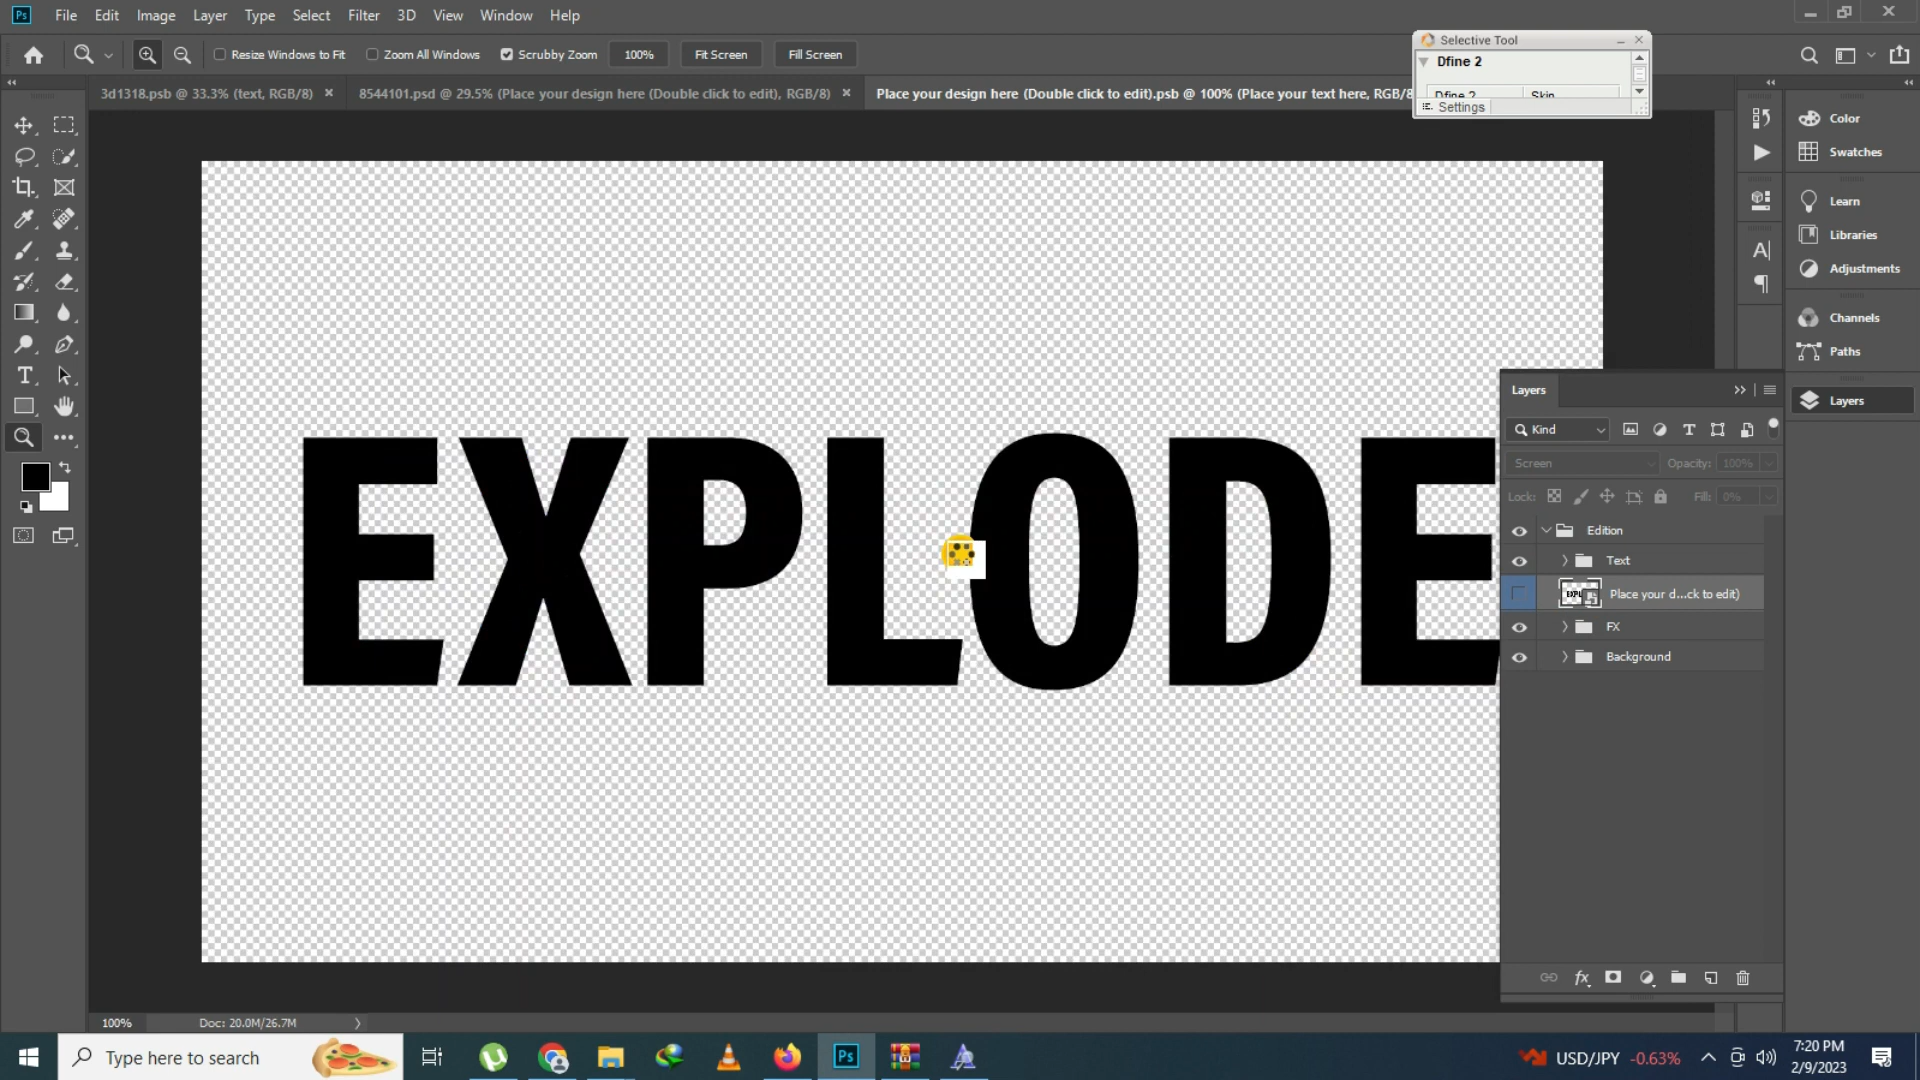 Ps File Edit Image Layer Type Select Filter 3D View Window Help
Resize Windows to Fit Zoom All Windows Scrubby Zoom 100% Fit Screen Fill Screen
Selective Tool
Dfine 2
Dfine 2 Skin
Settings
3d1318.psb @ 33.3% (text, RGB/8) × 8544101.psd @ 29.5% (Place your design here (Double click to edit), RGB/8) × Place your design here (Double click to edit).psb @ 100% (Place your text here, RGB/8
Color
Swatches
Learn
Libraries
Adjustments
Channels
Paths
Layers
EXPLODE
Layers
Kind
Screen Opacity: 100%
Lock: Fill: 0%
Edition
Text
EXPL Place your d...ck to edit)
FX
Background
fx
100% Doc: 20.0M/26.7M
Type here to search
Ps
USD/JPY -0.63%
7:20 PM
2/9/2023